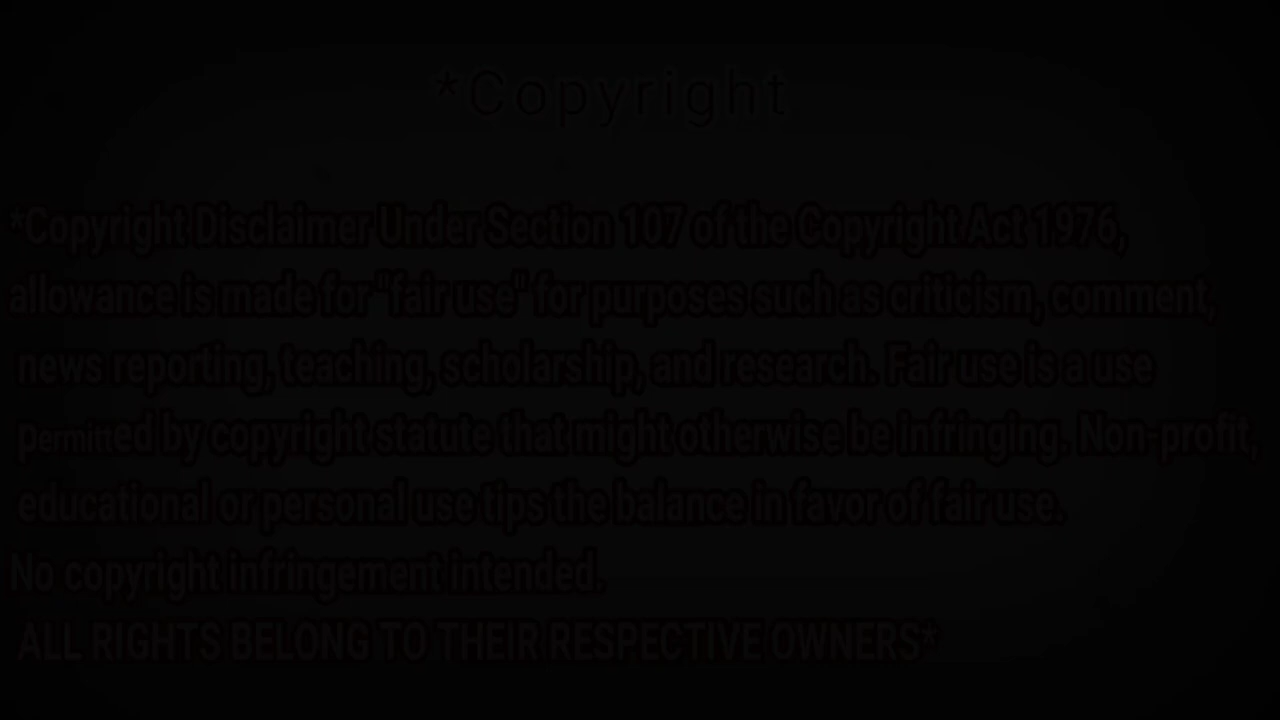 *Copyright
*Copyright Disclaimer Under Section 107 of the Copyright Act 1976,
allowance is made for "fair use" for purposes such as criticism, comment,
news reporting, teaching, scholarship, and research. Fair use is a use
permitted by copyright statute that might otherwise be infringing. Non-profit,
educational or personal use tips the balance in favor of fair use.
No copyright infringement intended.
ALL RIGHTS BELONG TO THEIR RESPECTIVE OWNERS*